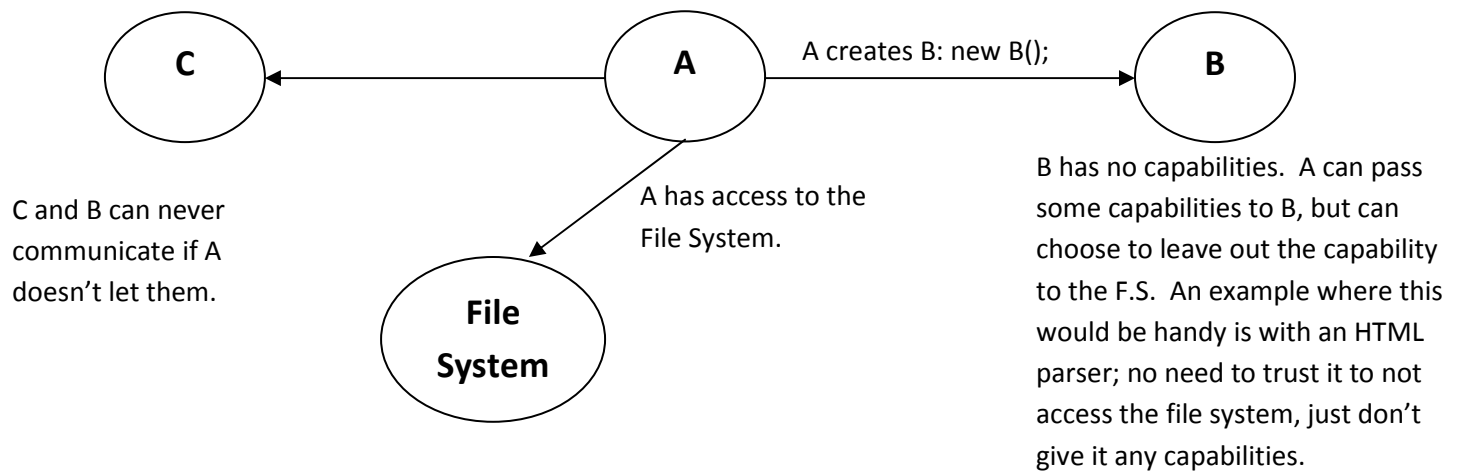 C
A
A creates B: new B();
B
C and B can never
communicate if A
doesn’t let them.
A has access to the
File System.
File
System
B has no capabilities.  A can pass
some capabilities to B, but can
choose to leave out the capability
to the F.S.  An example where this
would be handy is with an HTML
parser; no need to trust it to not
access the file system, just don’t
give it any capabilities.